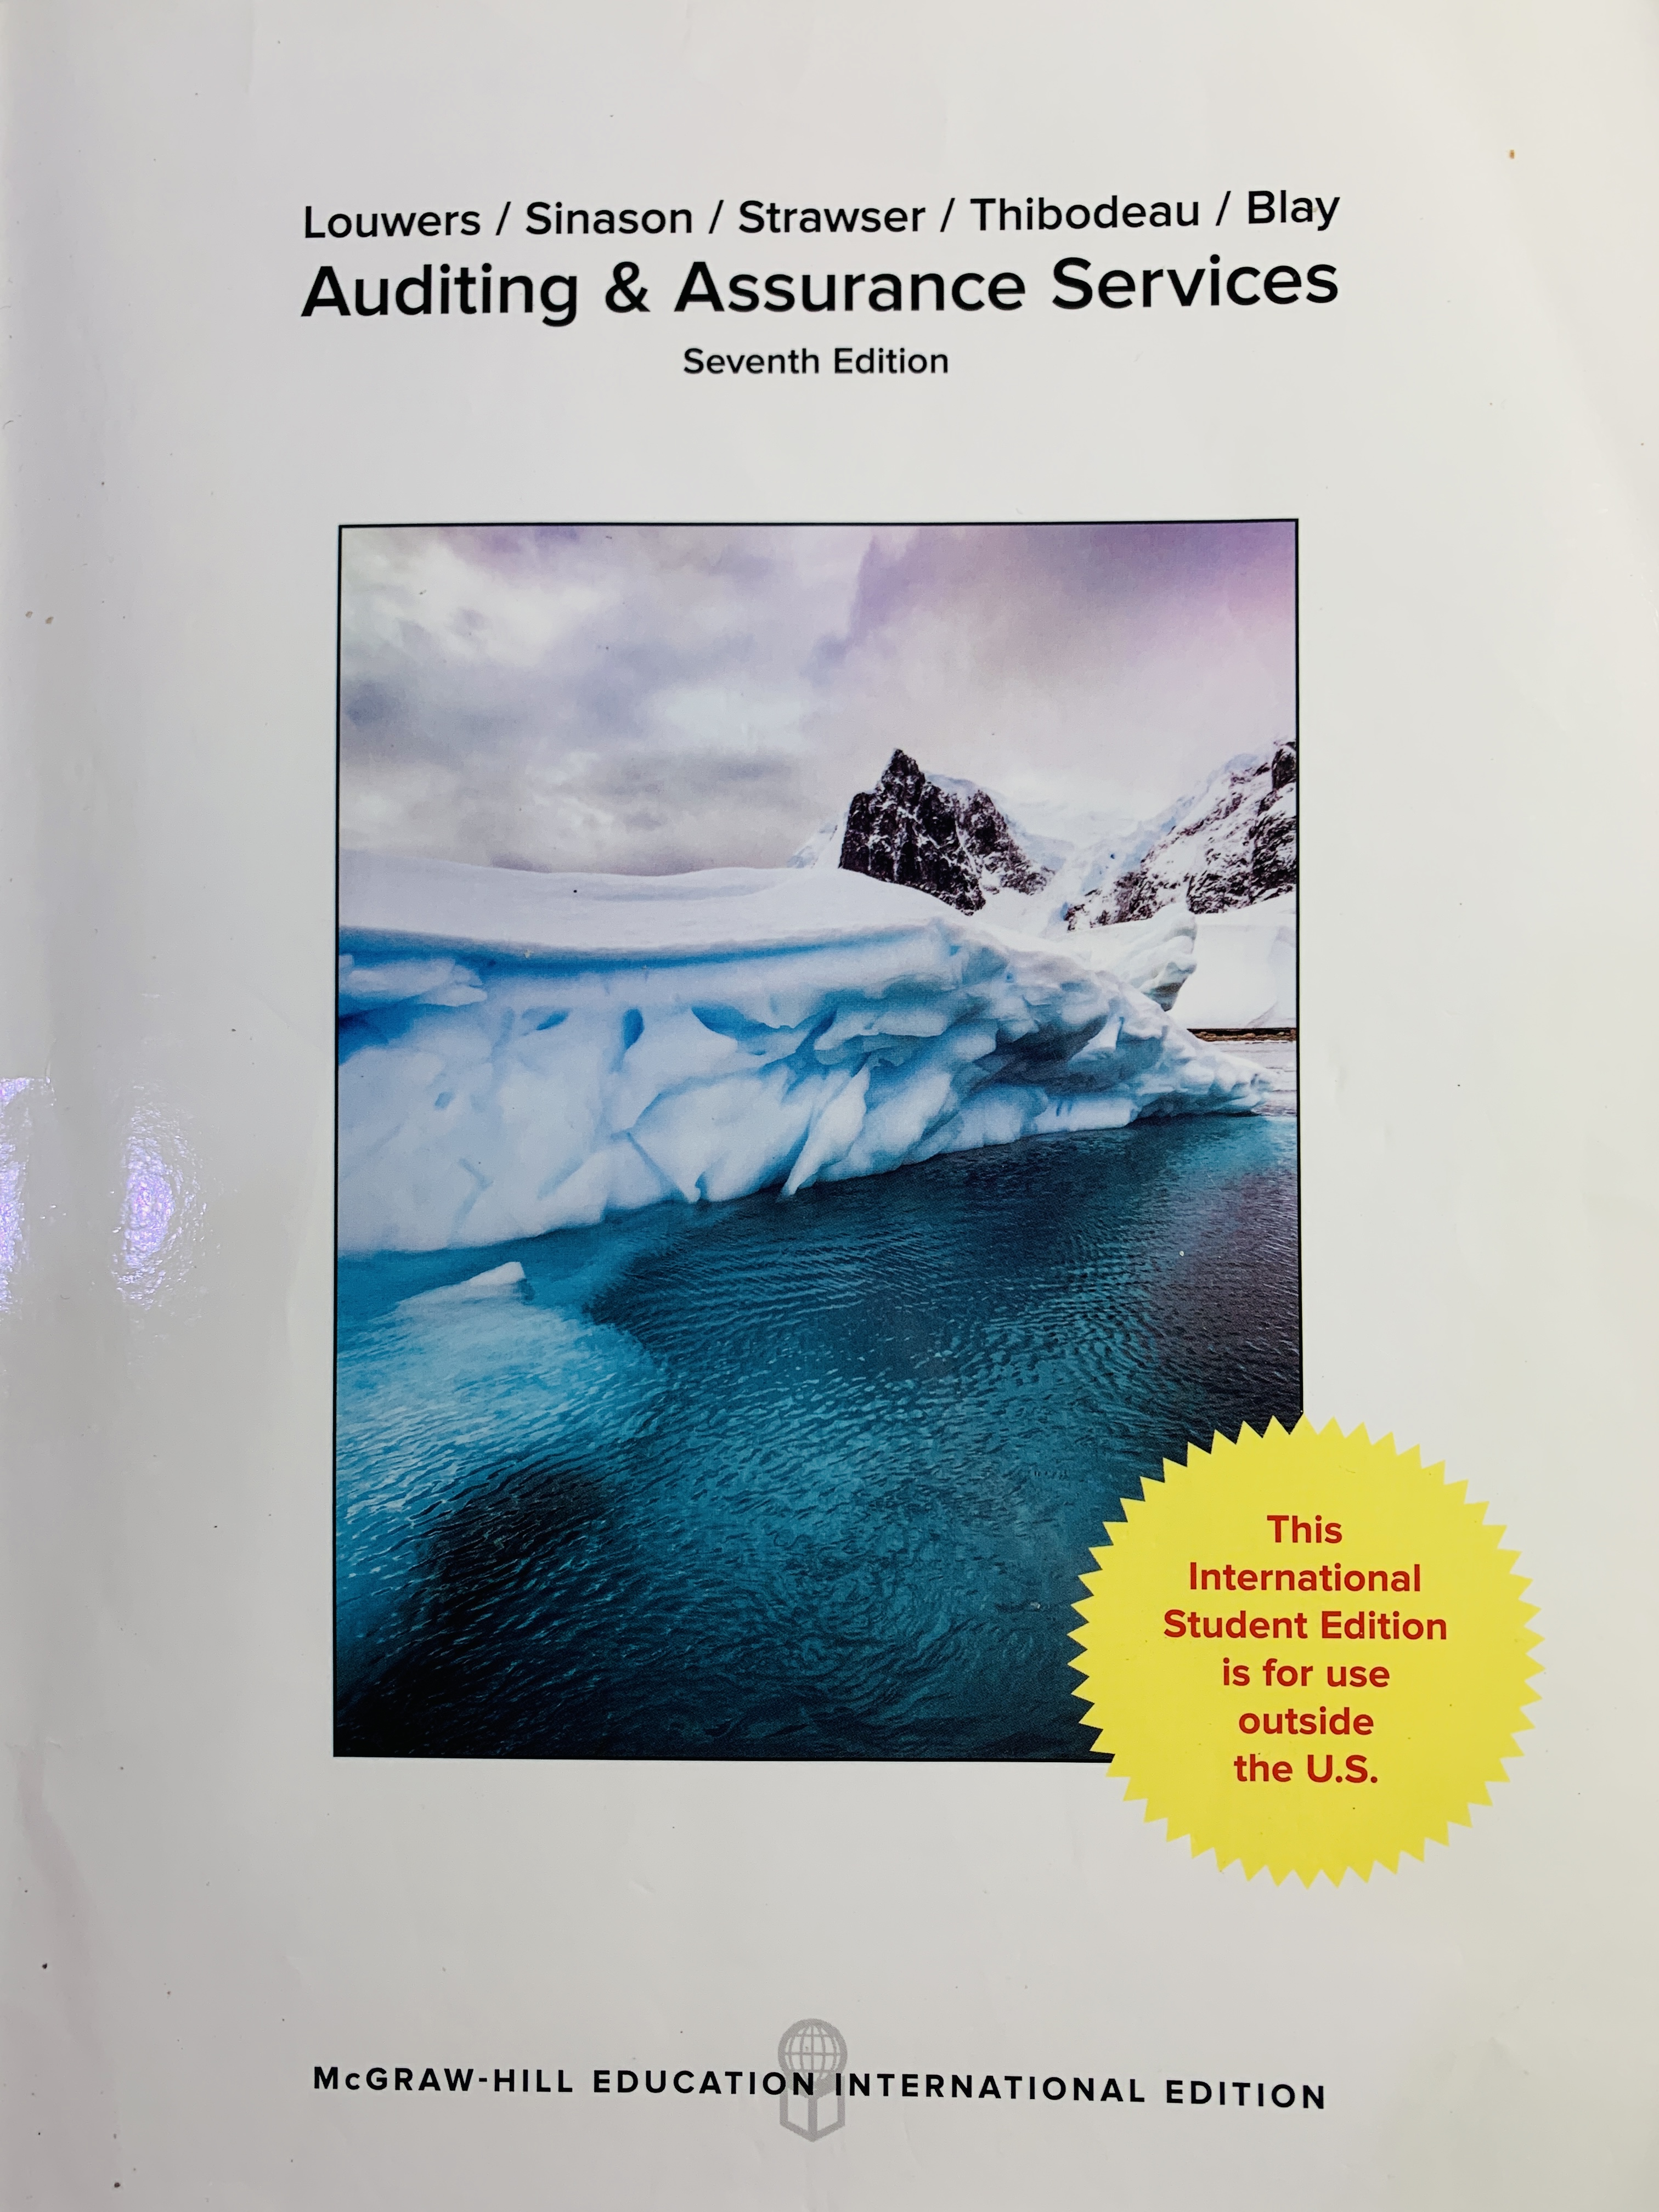 Louwers / Sinason / Strawser / Thibodeau / Blay
Auditing & Assurance Services
Seventh Edition
This
International
Student Edition
is for use
outside
the U.S.
McGRAW-HILL EDUCATION INTERNATIONAL EDITION